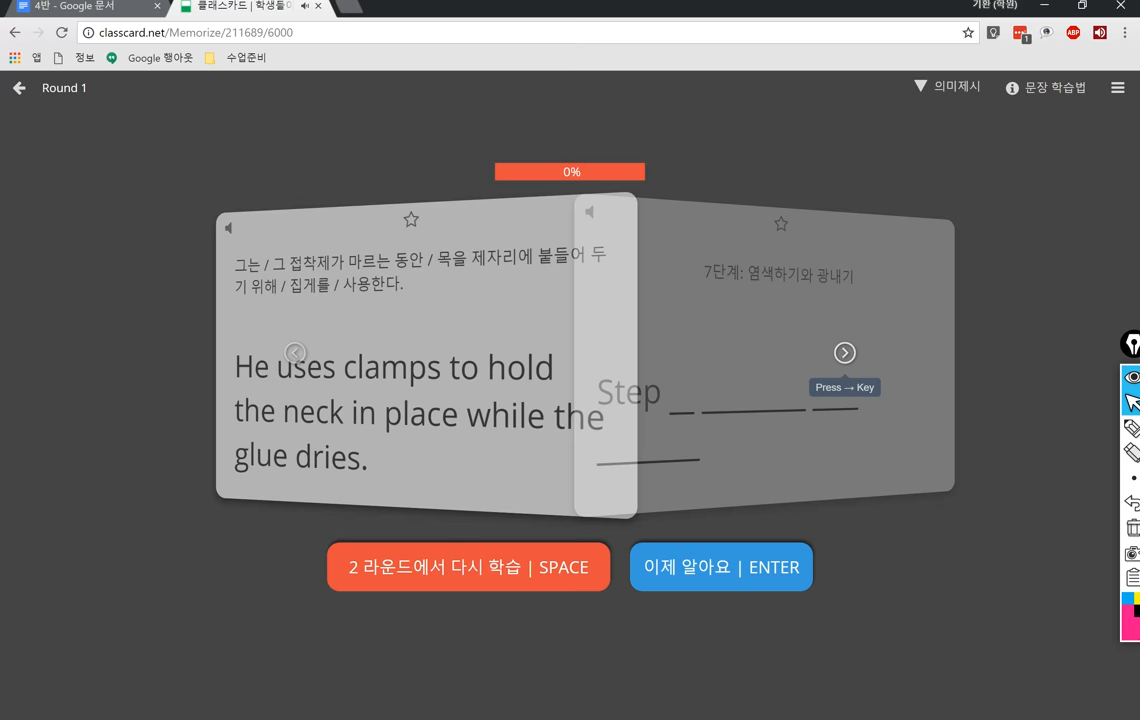 4반 - Google 문서
클래스카드 | 학생들이
기환 (학원)
classcard.net/Memorize/211689/6000
1
ABP
앱
정보
Google 행아웃
수업준비
Round 1
의미제시
문장 학습법
0%
그는 / 그 접착제가 마르는 동안 / 목을 제자리에 붙들어 두
기 위해 / 집게를 / 사용한다.
He uses clamps to hold
the neck in place while the
glue dries.
7단계: 염색하기와 광내기
Step
Press → Key
2 라운드에서 다시 학습 | SPACE
이제 알아요 | ENTER